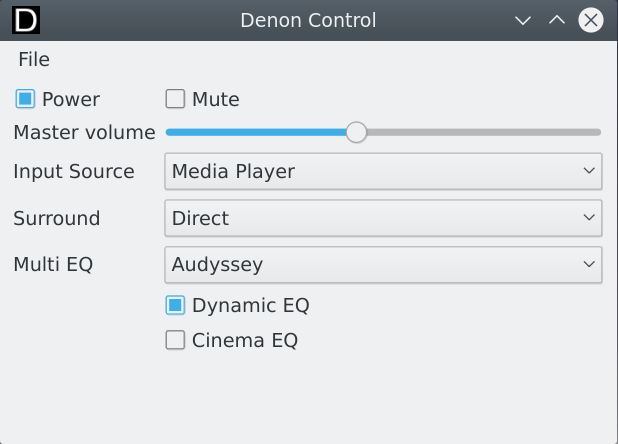 D Denon Control
File
Power Mute
Master volume
Input Source Media Player
Surround Direct
Multi EQ Audyssey
Dynamic EQ
Cinema EQ